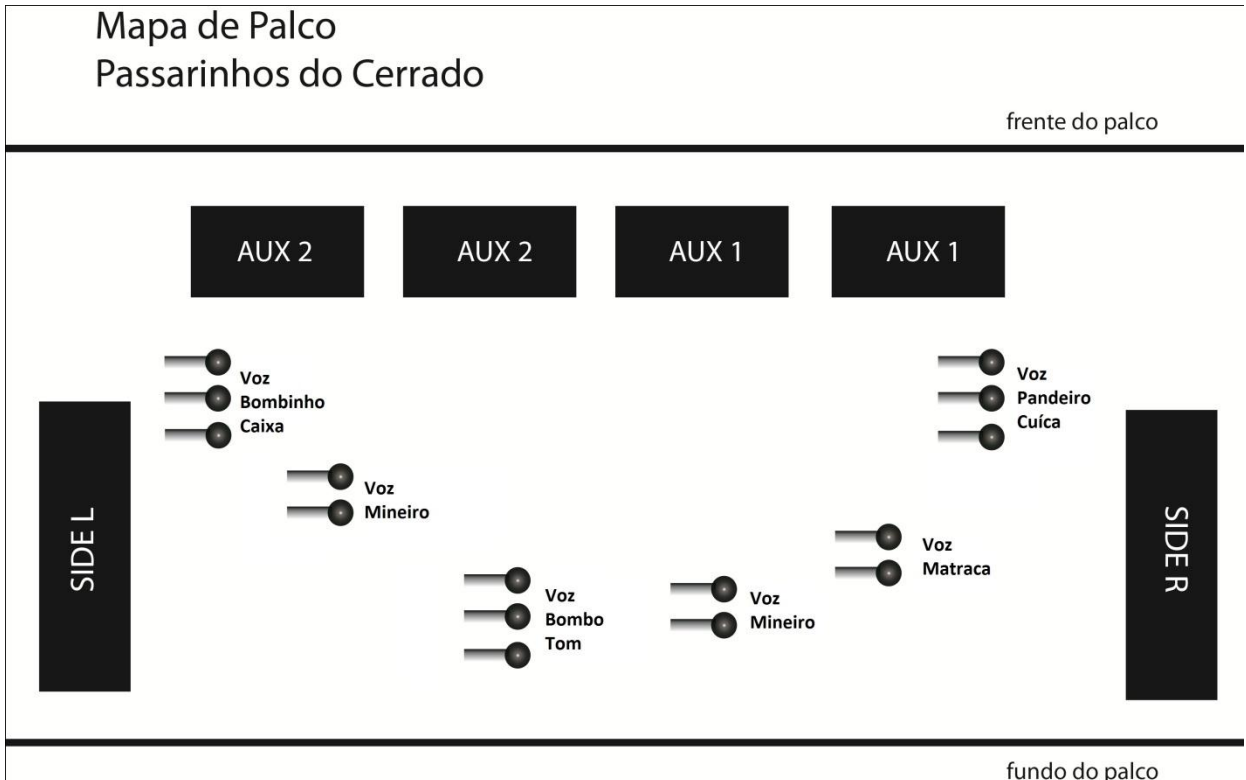 Mapa de Palco
Passarinhos do Cerrado
frente do palco
AUX 2
AUX 2
AUX 1
AUX 1
Voz
Bombinho
Caixa
Voz
Pandeiro
Cuíca
SIDE L
Voz
Mineiro
Voz
Bombo
Tom
Voz
Mineiro
Voz
Matraca
SIDE R
fundo do palco